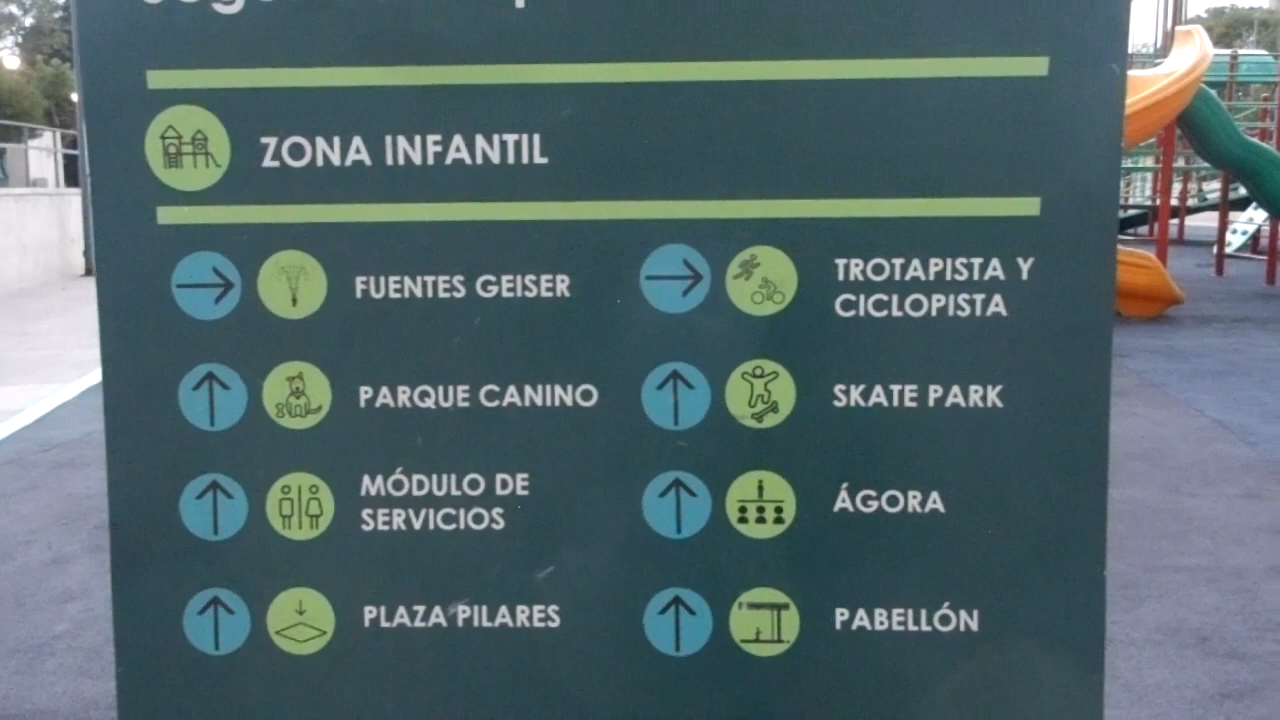 ZONA INFANTIL
FUENTES GEISER
TROTAPISTA Y
CICLOPISTA
PARQUE CANINO
SKATE PARK
MÓDULO DE
SERVICIOS
ÁGORA
PLAZA PILARES
PABELLÓN